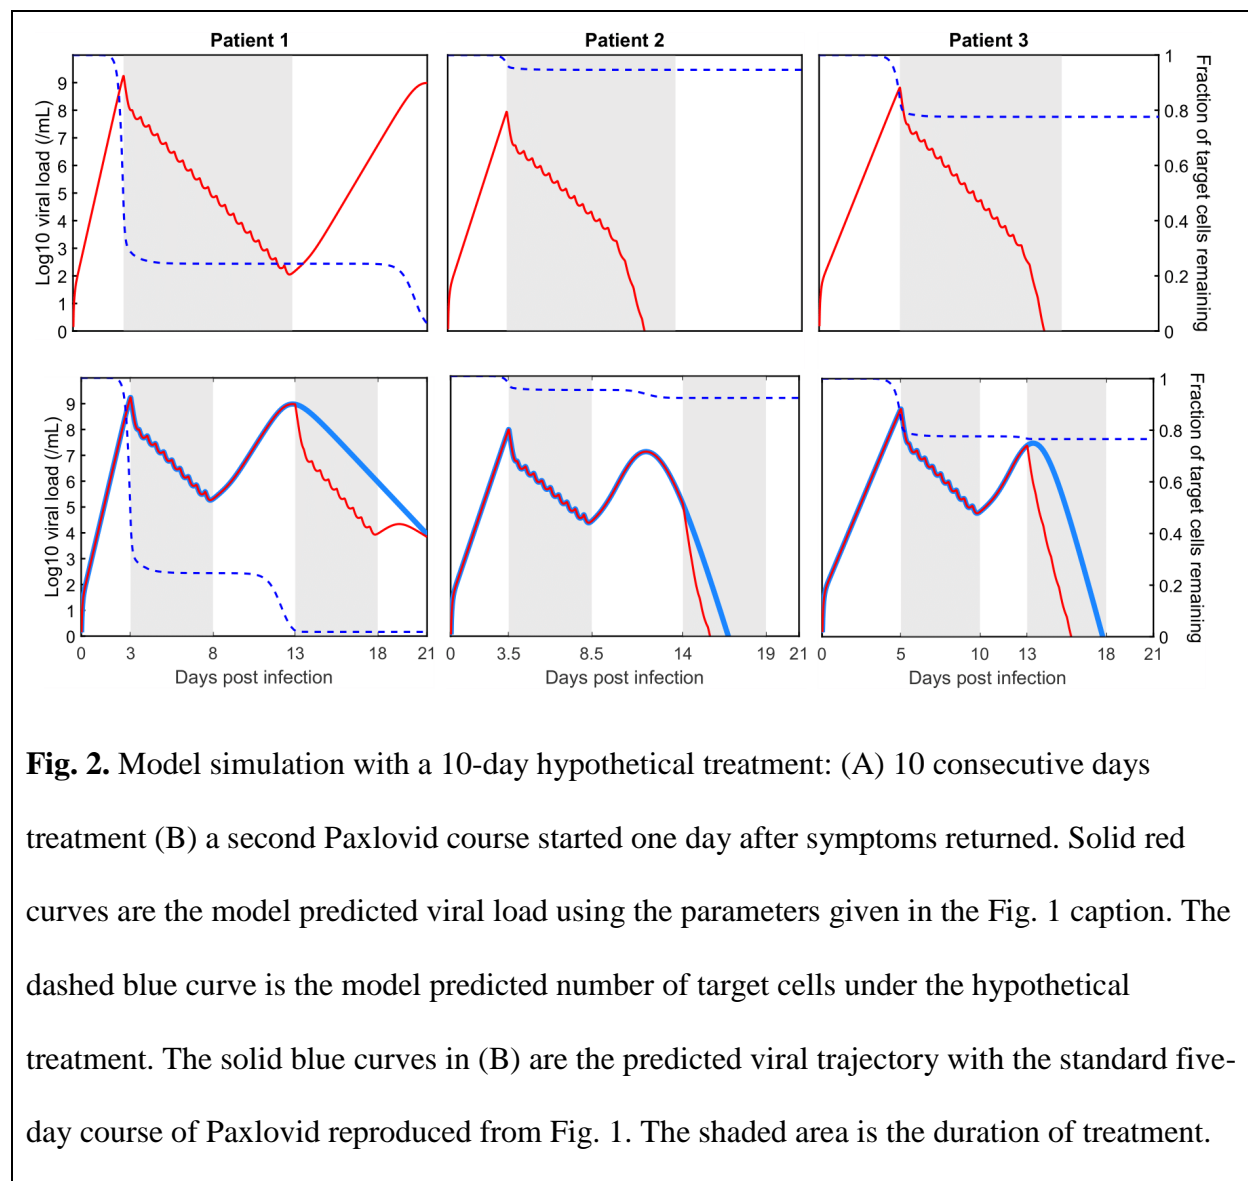 Patient 1
Patient 2
Patient 3
Log10 viral load (/mL)
9
8
7
6
5
4
3
2
1
0
1
0.8
0.6
0.4
0.2
0
Fraction of target cells remaining
Log10 viral load (/mL)
9
8
7
6
5
4
3
2
1
0
1
0.8
0.6
0.4
0.2
0
Fraction of target cells remaining
0 3 8 13 18 21
0 3.5 8.5 14 19 21
0 5 10 13 18 21
Days post infection
Days post infection
Days post infection
Fig. 2. Model simulation with a 10-day hypothetical treatment: (A) 10 consecutive days
treatment (B) a second Paxlovid course started one day after symptoms returned. Solid red
curves are the model predicted viral load using the parameters given in the Fig. 1 caption. The
dashed blue curve is the model predicted number of target cells under the hypothetical
treatment. The solid blue curves in (B) are the predicted viral trajectory with the standard five-
day course of Paxlovid reproduced from Fig. 1. The shaded area is the duration of treatment.